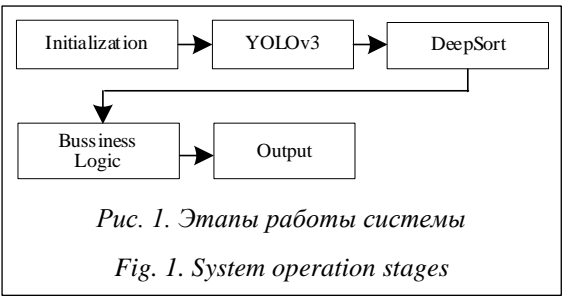 Initialization
YOLOv3
DeepSort
Bussiness
Logic
Output
Рис. 1. Этапы работы системы
Fig. 1. System operation stages